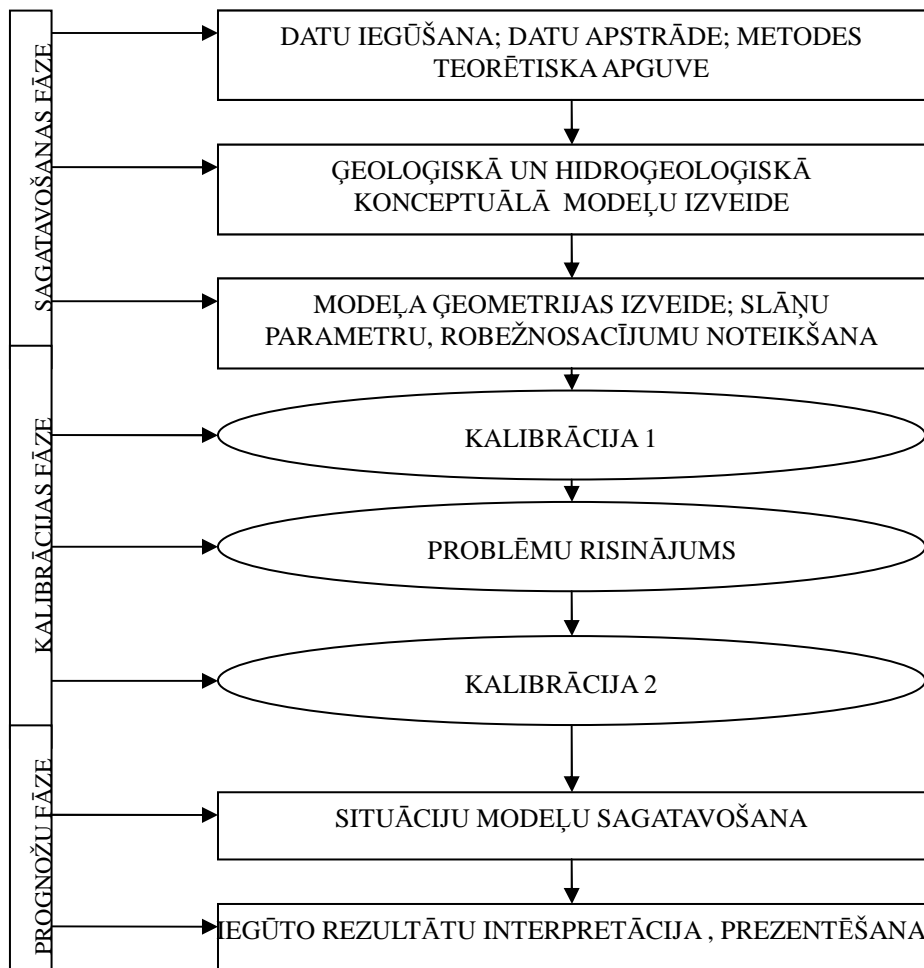 SAGATAVOŠANAS FĀZE
DATU IEGŪŠANA; DATU APSTRĀDE; METODES
TEORĒTISKA APGUVE
ĢEOLOĢISKĀ UN HIDROĢEOLOĢISKĀ
KONCEPTUĀLĀ MODEĻU IZVEIDE
MODEĻA ĢEOMETRIJAS IZVEIDE; SLĀŅU
PARAMETRU, ROBEŽNOSACĪJUMU NOTEIKŠANA
KALIBRĀCIJAS FĀZE
KALIBRĀCIJA 1
PROBLĒMU RISINĀJUMS
KALIBRĀCIJA 2
PROGNOŽU FĀZE
SITUĀCIJU MODEĻU SAGATAVOŠANA
IEGŪTO REZULTĀTU INTERPRETĀCIJA , PREZENTĒŠANA